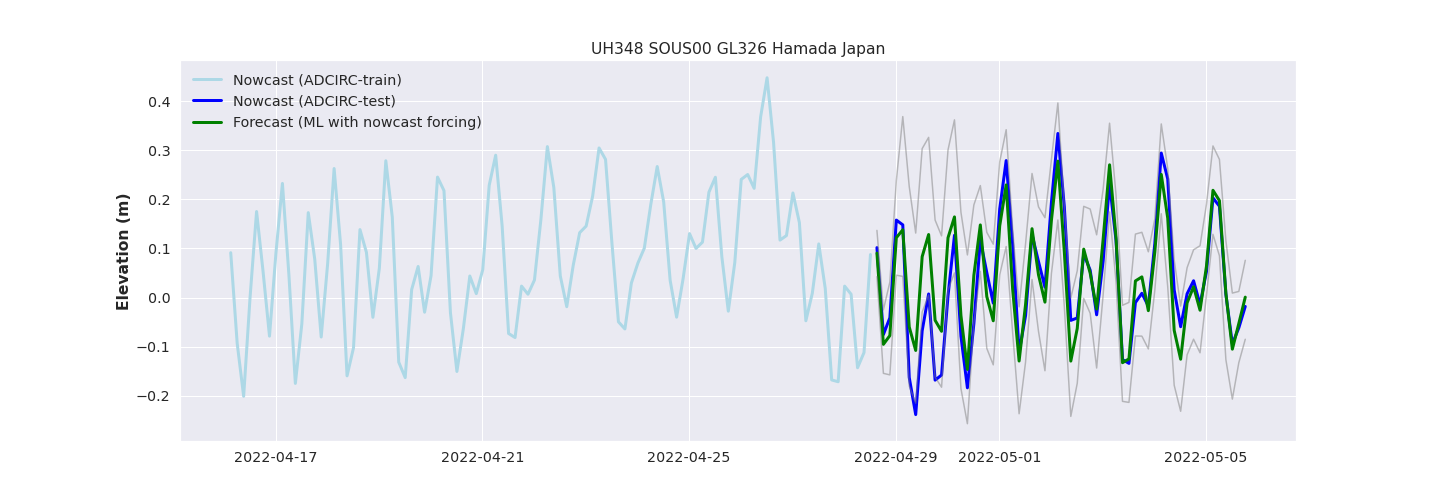 UH348 SOUS00 GL326 Hamada Japan
Nowcast (ADCIRC-train)
Nowcast (ADCIRC-test)
Forecast (ML with nowcast forcing)
Elevation (m)
0.4
0.3
0.2
0.1
0.0
−0.1
−0.2
2022-04-17 2022-04-21 2022-04-25 2022-04-29 2022-05-01 2022-05-05